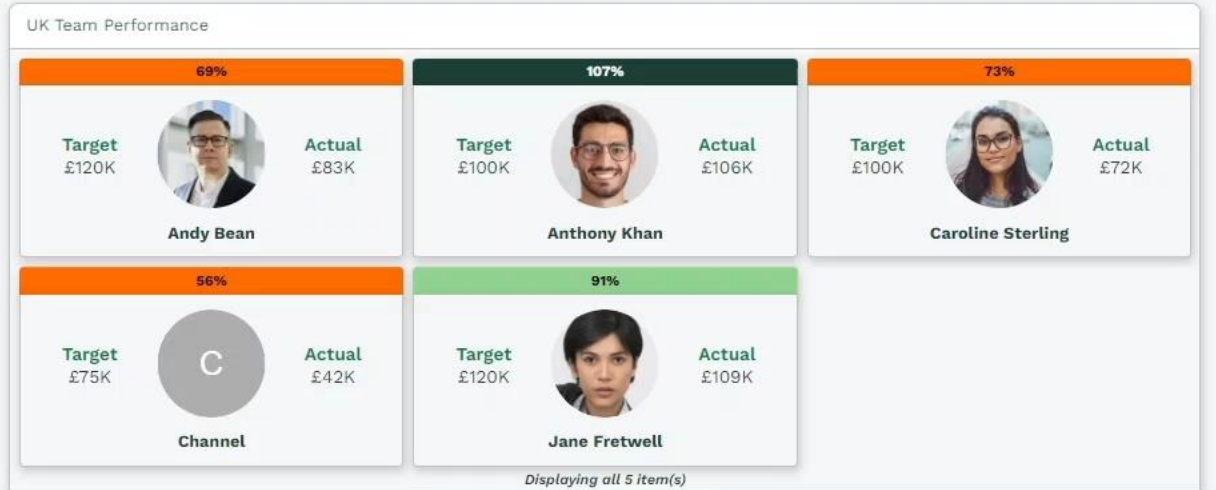 UK Team Performance
69%
Target
£120K
Actual
£83K
Andy Bean
107%
Target
£100K
Actual
£106K
Anthony Khan
73%
Target
£100K
Actual
£72K
Caroline Sterling
56%
Target
£75K
C
Actual
£42K
Channel
91%
Target
£120K
Actual
£109K
Jane Fretwell
Displaying all 5 item(s)